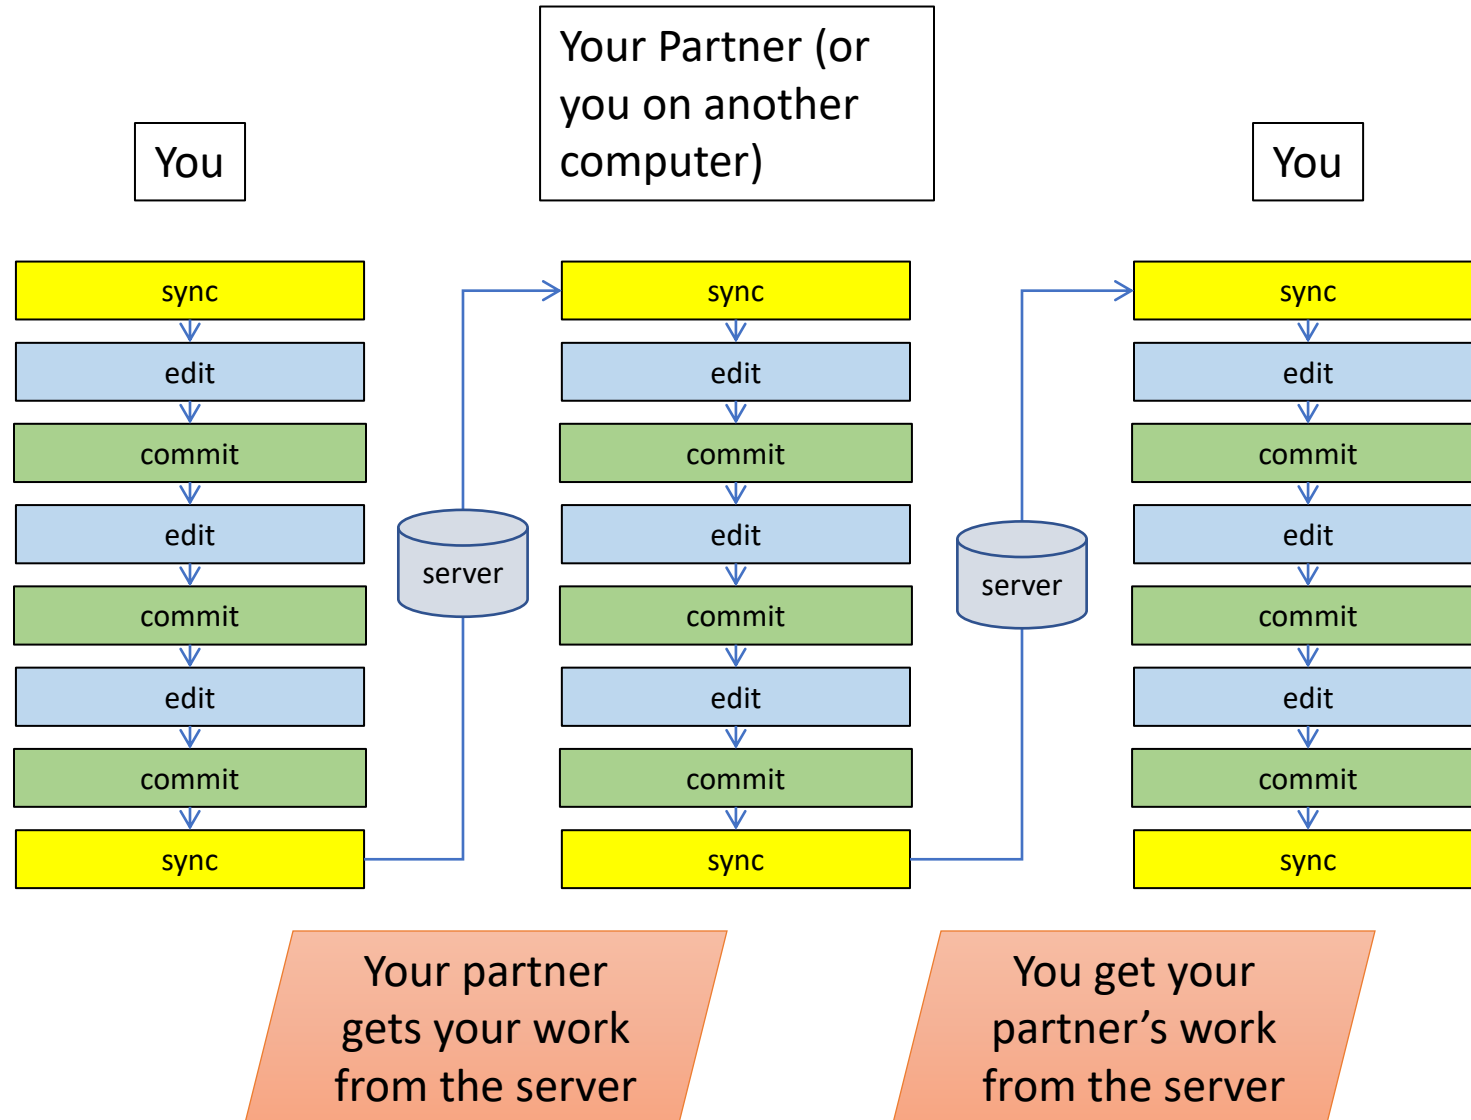 You
Your Partner (or
you on another
computer)
You
sync
edit
commit
edit
commit
edit
commit
sync
server
sync
edit
commit
edit
commit
edit
commit
sync
server
sync
edit
commit
edit
commit
edit
commit
sync
Your partner
gets your work
from the server
You get your
partner’s work
from the server